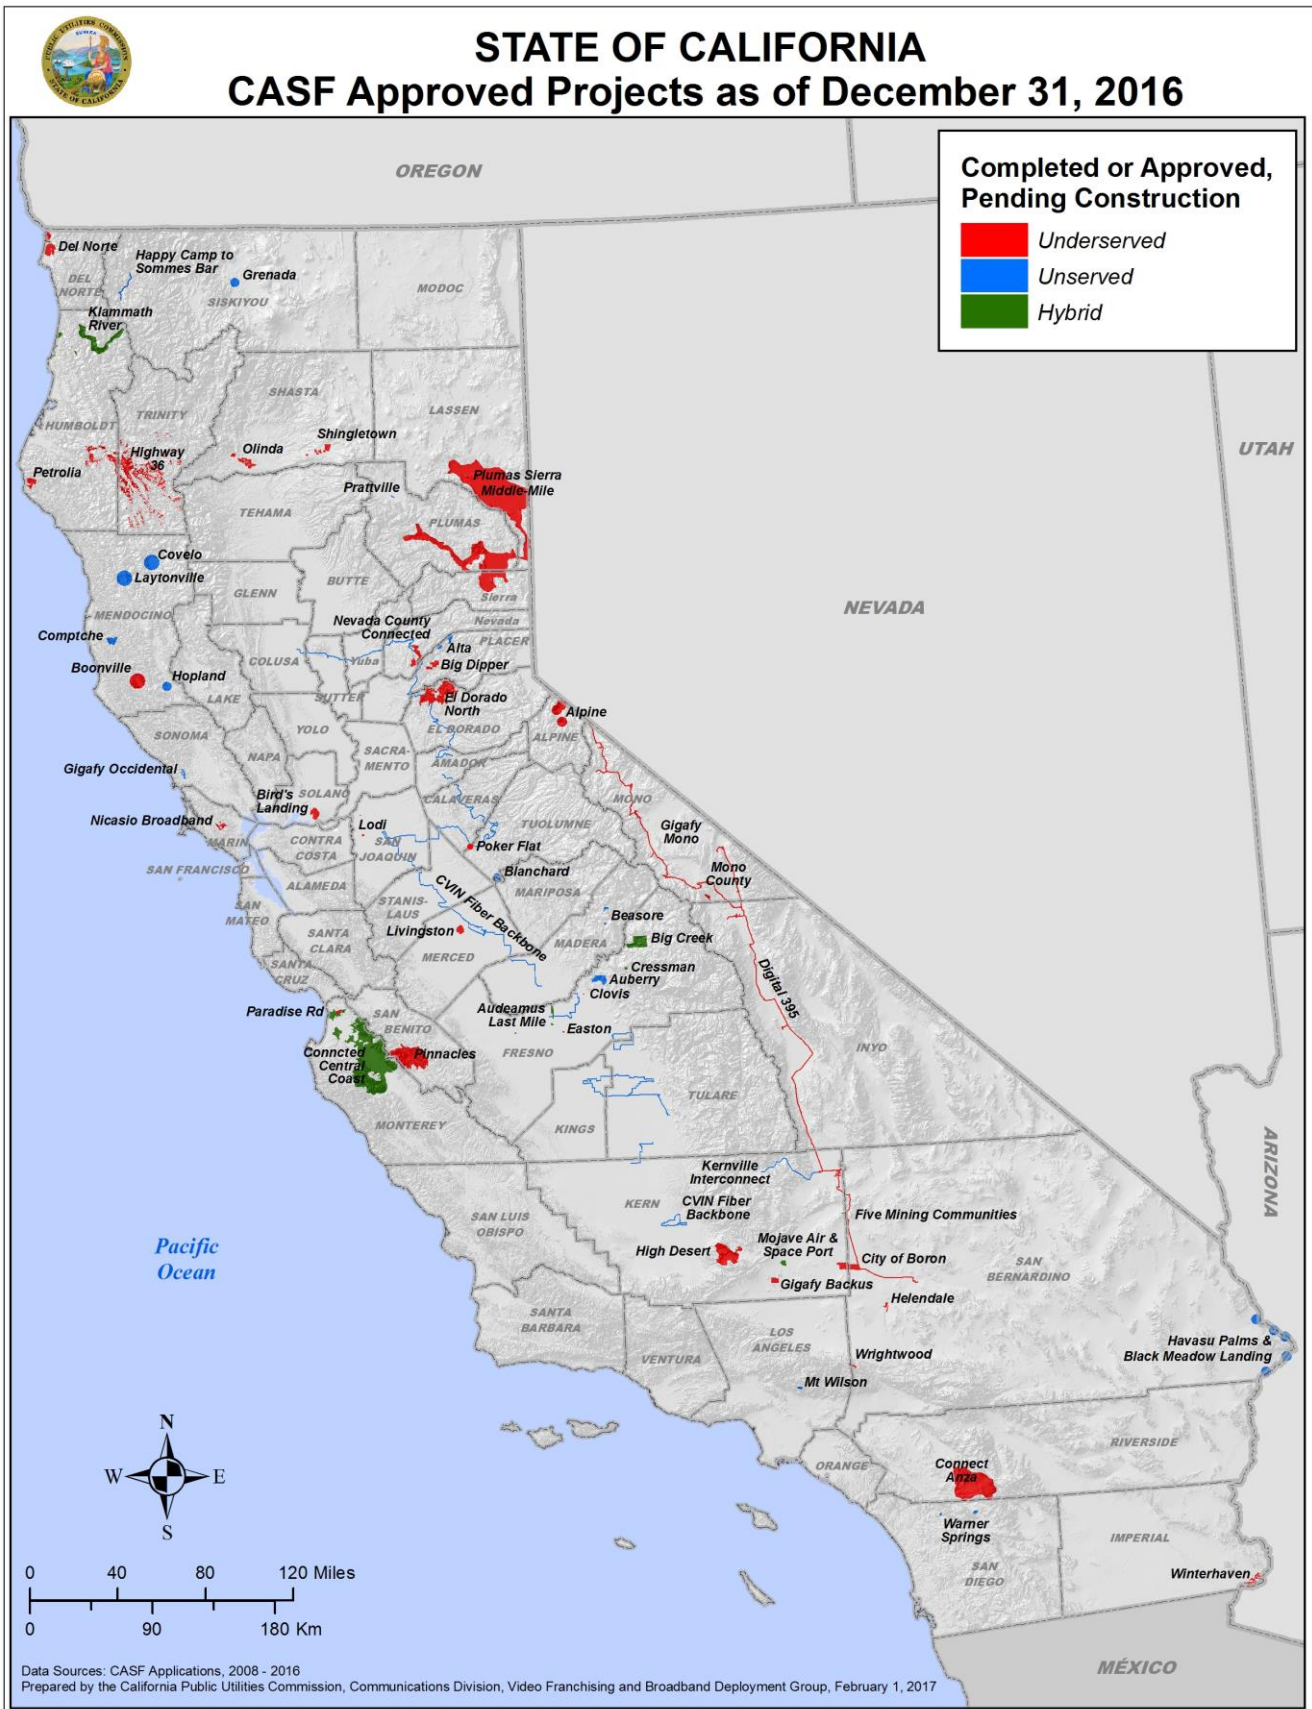 STATE OF CALIFORNIA
CASF Approved Projects as of December 31, 2016
PUBLIC UTILITIES COMMISSION
STATE OF CALIFORNIA
Completed or Approved,
Pending Construction
Underserved
Unserved
Hybrid
OREGON
Del Norte
DEL
NORTE
Happy Camp to
Sommes Bar
Grenada
SISKIYOU
MODOC
Klammath
River
SHASTA
LASSEN
TRINITY
HUMBOLDT
Highway
36
Olinda
Shingletown
Petrolia
Prattville
Plumas Sierra
Middle-Mile
UTAH
TEHAMA
PLUMAS
Covelo
Laytonville
BUTTE
GLENN
Sierra
NEVADA
MENDOCINO
Nevada County
Connected
Nevada
Comptche
Alta
PLACER
Boonville
Hopland
COLUSA
Yuba
Big Dipper
LAKE
SUTTER
El Dorado
North
Alpine
SONOMA
YOLO
EL DORADO
ALPINE
NAPA
SACRA-
MENTO
AMADOR
Gigafy Occidental
SOLANO
Bird's
Landing
CALAVERAS
MONO
Nicasio Broadband
MARIN
Lodi
TUOLUMNE
Gigafy
Mono
CONTRA
COSTA
SAN
JOAQUIN
Poker Flat
Mono
County
SAN FRANCISCO
ALAMEDA
Blanchard
MARIPOSA
SAN
MATEO
STANIS-
LAUS
CVIN Fiber Backbone
Beasore
SANTA
CLARA
Livingston
MERCED
MADERA
Big Creek
SANTA
CRUZ
Cressman
Auberry
Clovis
Digital 395
Paradise Rd
SAN
BENITO
Audeamus
Last Mile
Easton
Conncted
Central
Coast
Pinnacles
FRESNO
INYO
TULARE
MONTEREY
KINGS
ARIZONA
Kernville
Interconnect
KERN
CVIN Fiber
Backbone
Five Mining Communities
SAN LUIS
OBISPO
High Desert
Mojave Air &
Space Port
City of Boron
SAN
BERNARDINO
Pacific
Ocean
Gigafy Backus
Helendale
SANTA
BARBARA
LOS
ANGELES
VENTURA
Wrightwood
Havasu Palms &
Black Meadow Landing
Mt Wilson
RIVERSIDE
ORANGE
Connect
Anza
N
W
E
S
Warner
Springs
IMPERIAL
SAN
DIEGO
Winterhaven
0 40 80 120 Miles
0 90 180 Km
MÉXICO
Data Sources: CASF Applications, 2008 - 2016
Prepared by the California Public Utilities Commission, Communications Division, Video Franchising and Broadband Deployment Group, February 1, 2017